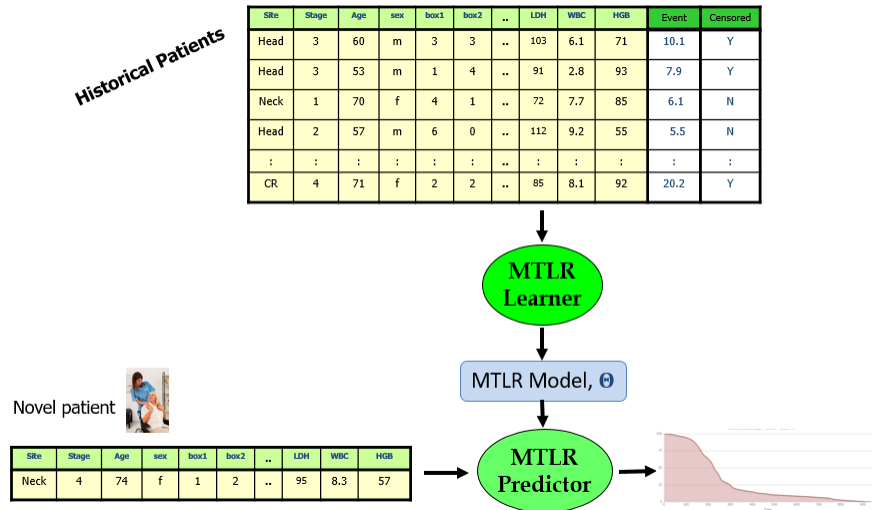 Historical Patients
Site Stage Age sex box1 box2 .. LDH WBC HGB Event Censored
Head 3 60 m 3 3 .. 103 6.1 71 10.1 Y
Head 3 53 m 1 4 .. 91 2.8 93 7.9 Y
Neck 1 70 f 4 1 .. 72 7.7 85 6.1 N
Head 2 57 m 6 0 .. 112 9.2 55 5.5 N
: : : : : : .. : : : : :
CR 4 71 f 2 2 .. 85 8.1 92 20.2 Y
MTLR
Learner
MTLR Model, Θ
Novel patient
Site Stage Age sex box1 box2 .. LDH WBC HGB
Neck 4 74 f 1 2 .. 95 8.3 57
MTLR
Predictor